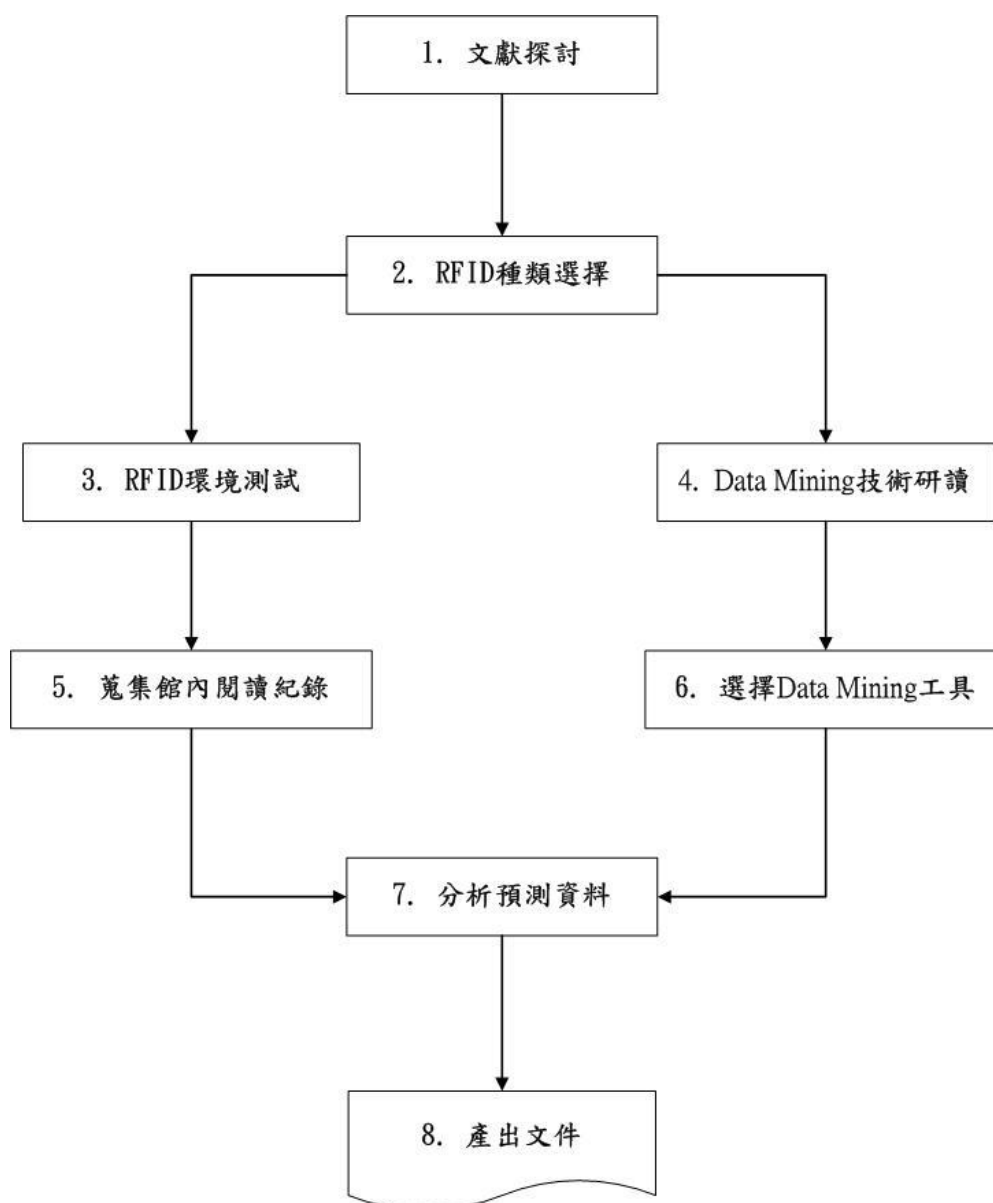 1. 文獻探討
2. RFID種類選擇
3. RFID環境測試
4. Data Mining技術研讀
5. 蒐集館內閱讀紀錄
6. 選擇Data Mining工具
7. 分析預測資料
8. 產出文件